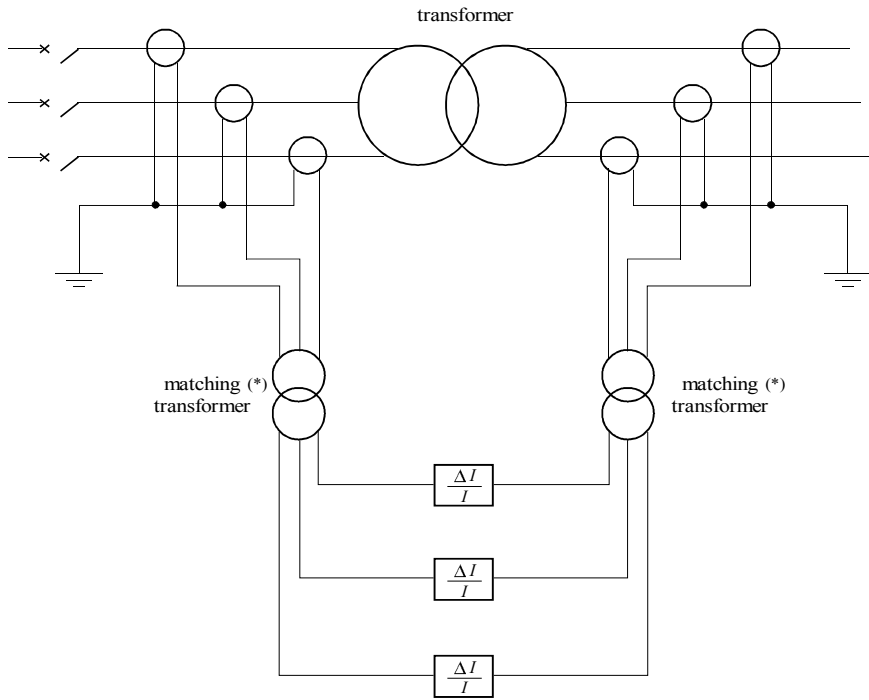 transformer
matching (*)
transformer
matching (*)
transformer
ΔI
I
ΔI
I
ΔI
I